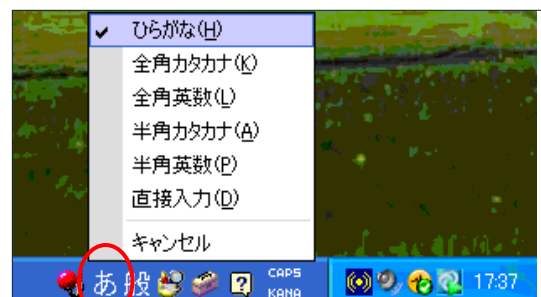 ひらがな(H)
全角カタカナ(K)
全角英数(L)
半角カタカナ(A)
半角英数(P)
直接入力(D)
キャンセル
あ 般 ? CAPS
KANA
17:37